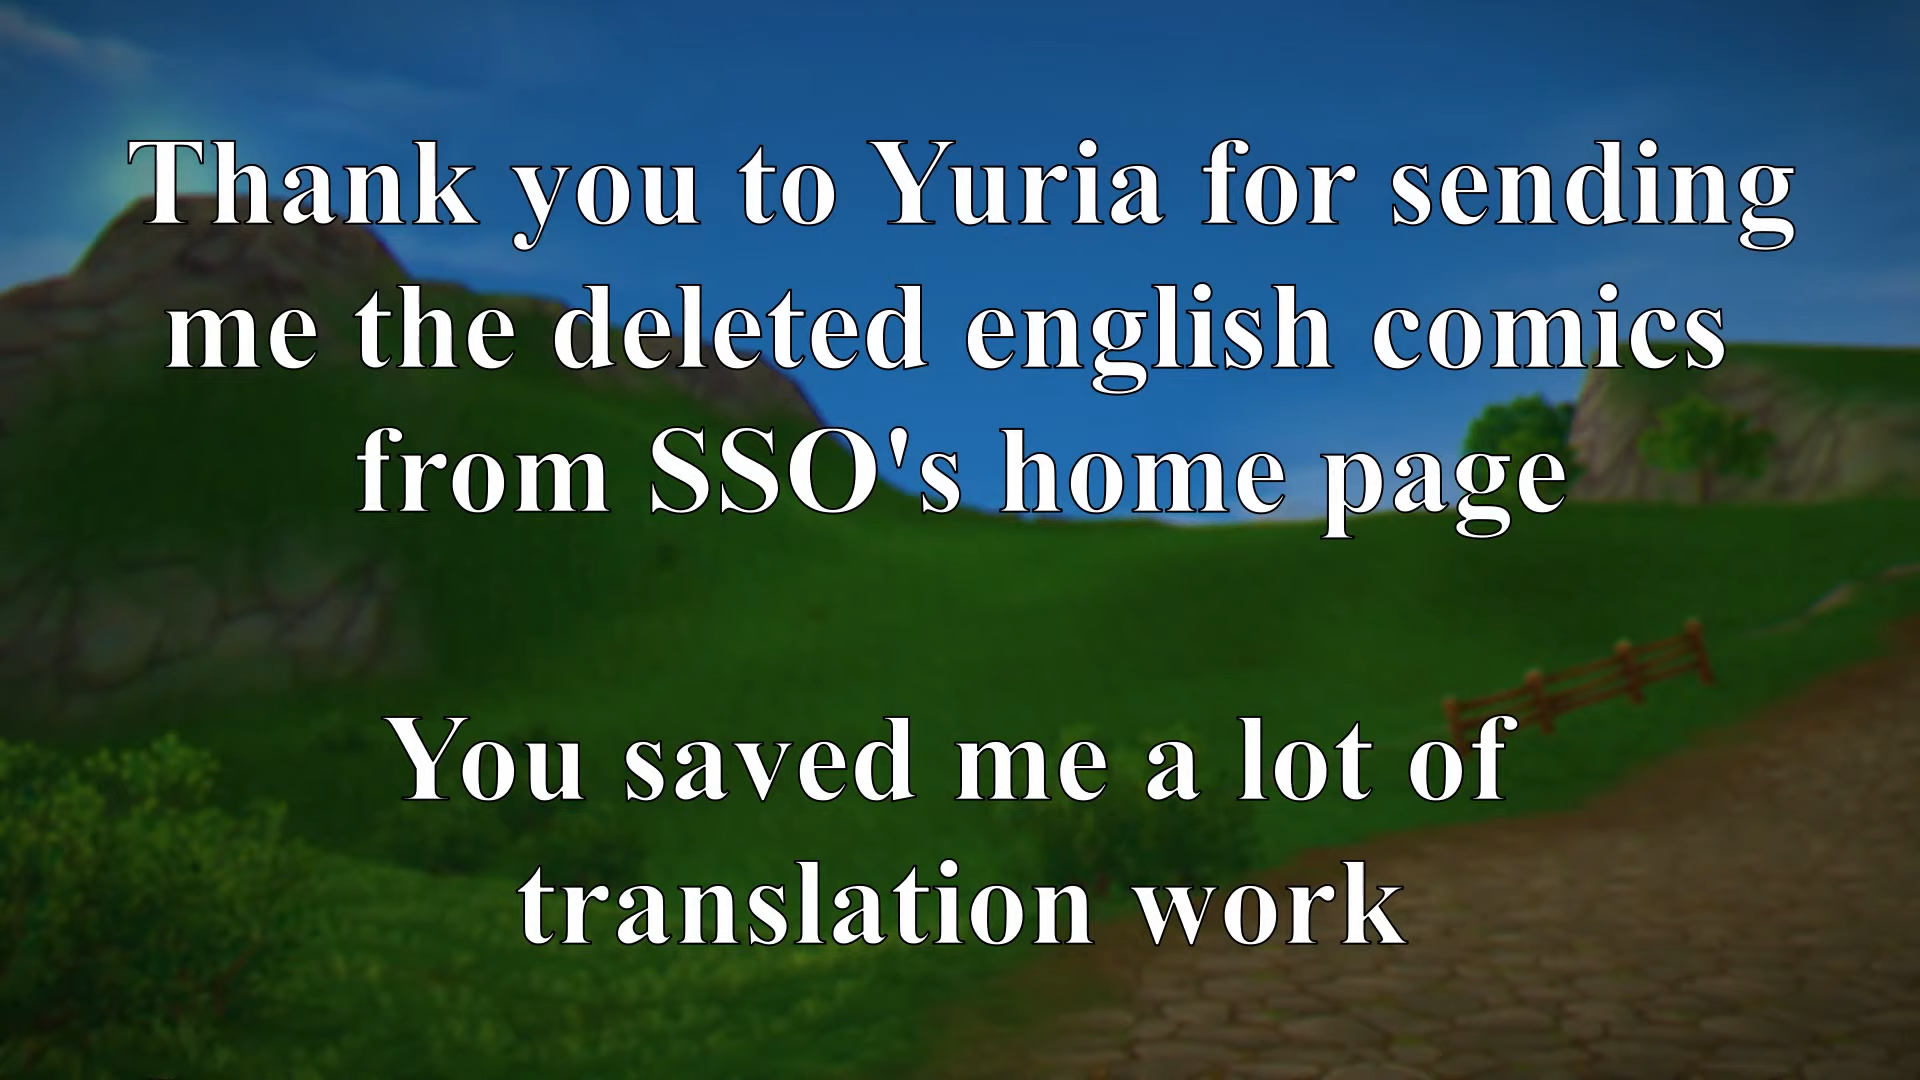 Thank you to Yuria for sending
me the deleted english comics
from SSO's home page
You saved me a lot of
translation work